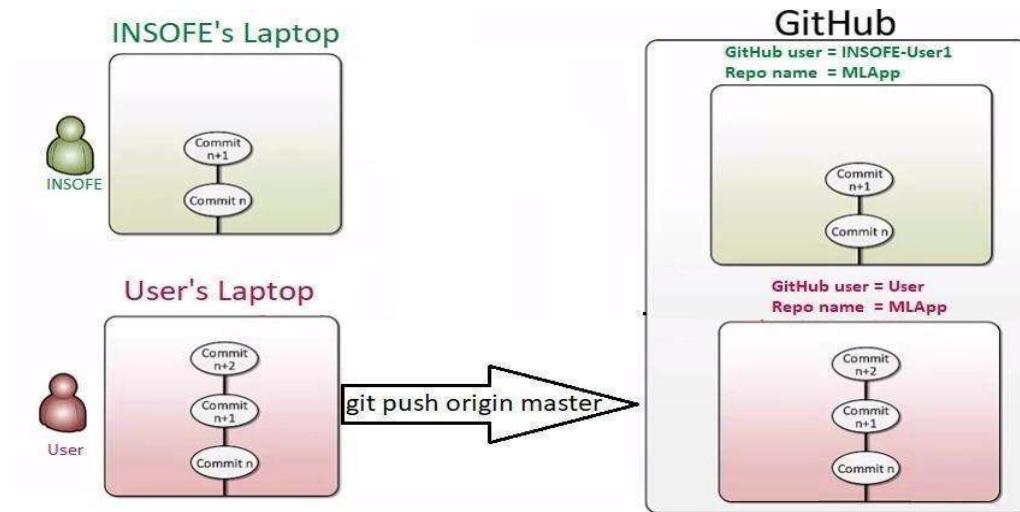 INSOFE's Laptop
Commit
n+1
Commit n
INSOFE
User's Laptop
Commit
n+2
Commit
n+1
Commit n
User
git push origin master
GitHub
GitHub user = INSOFE-User1
Repo name = MLApp
Commit
n+1
Commit n
GitHub user = User
Repo name = MLApp
Commit
n+2
Commit
n+1
Commit n